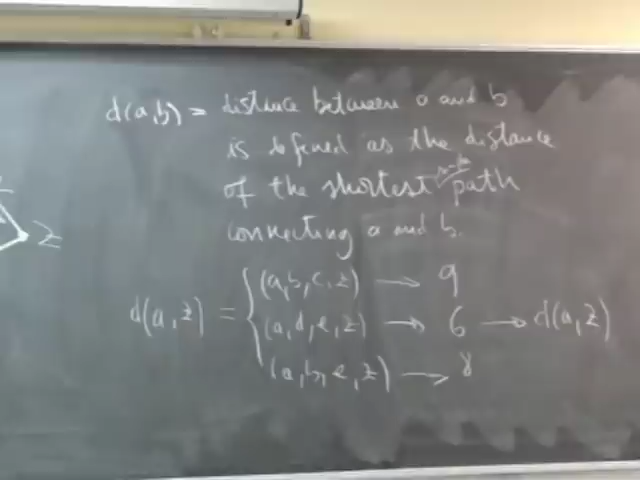 d(a,b) = distance between a and b
is defined as the distance
of the shortest path
connecting a and b.
z
d(a,z) = { (a,b,c,z) → 9
(a,d,e,z) → 6 → d(a,z)
(a,b,e,z) → 8